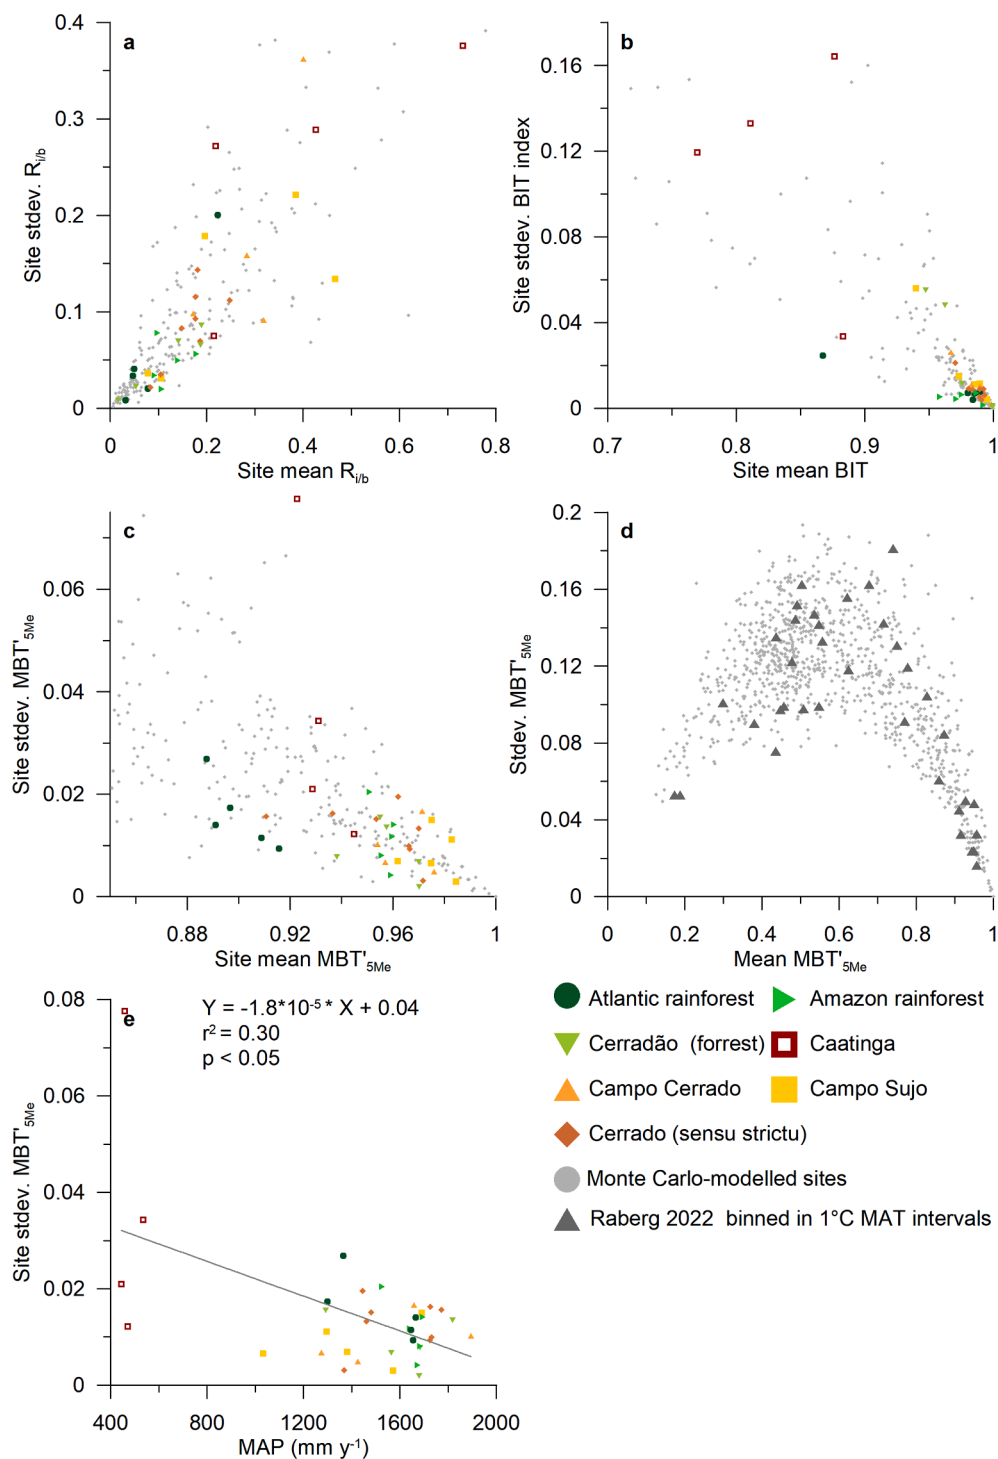 a
0.4
0.3
0.2
0.1
0
0
0.2
0.4
0.6
0.8
Site stdev. Ri/b
Site mean Ri/b
b
0.16
0.12
0.08
0.04
0
0.7
0.8
0.9
1
Site stdev. BIT index
Site mean BIT
c
0.06
0.04
0.02
0
0.88
0.92
0.96
1
Site stdev. MBT'5Me
Site mean MBT'5Me
d
0.2
0.16
0.12
0.08
0.04
0
0
0.2
0.4
0.6
0.8
1
Stdev. MBT'5Me
Mean MBT'5Me
e
0.08
0.06
0.04
0.02
0
400
800
1200
1600
2000
Site stdev. MBT'5Me
MAP (mm y-1)
Y = -1.8*10-5 * X + 0.04
r2 = 0.30
p < 0.05
Atlantic rainforest
Amazon rainforest
Cerradão (forrest)
Caatinga
Campo Cerrado
Campo Sujo
Cerrado (sensu strictu)
Monte Carlo-modelled sites
Raberg 2022 binned in 1°C MAT intervals